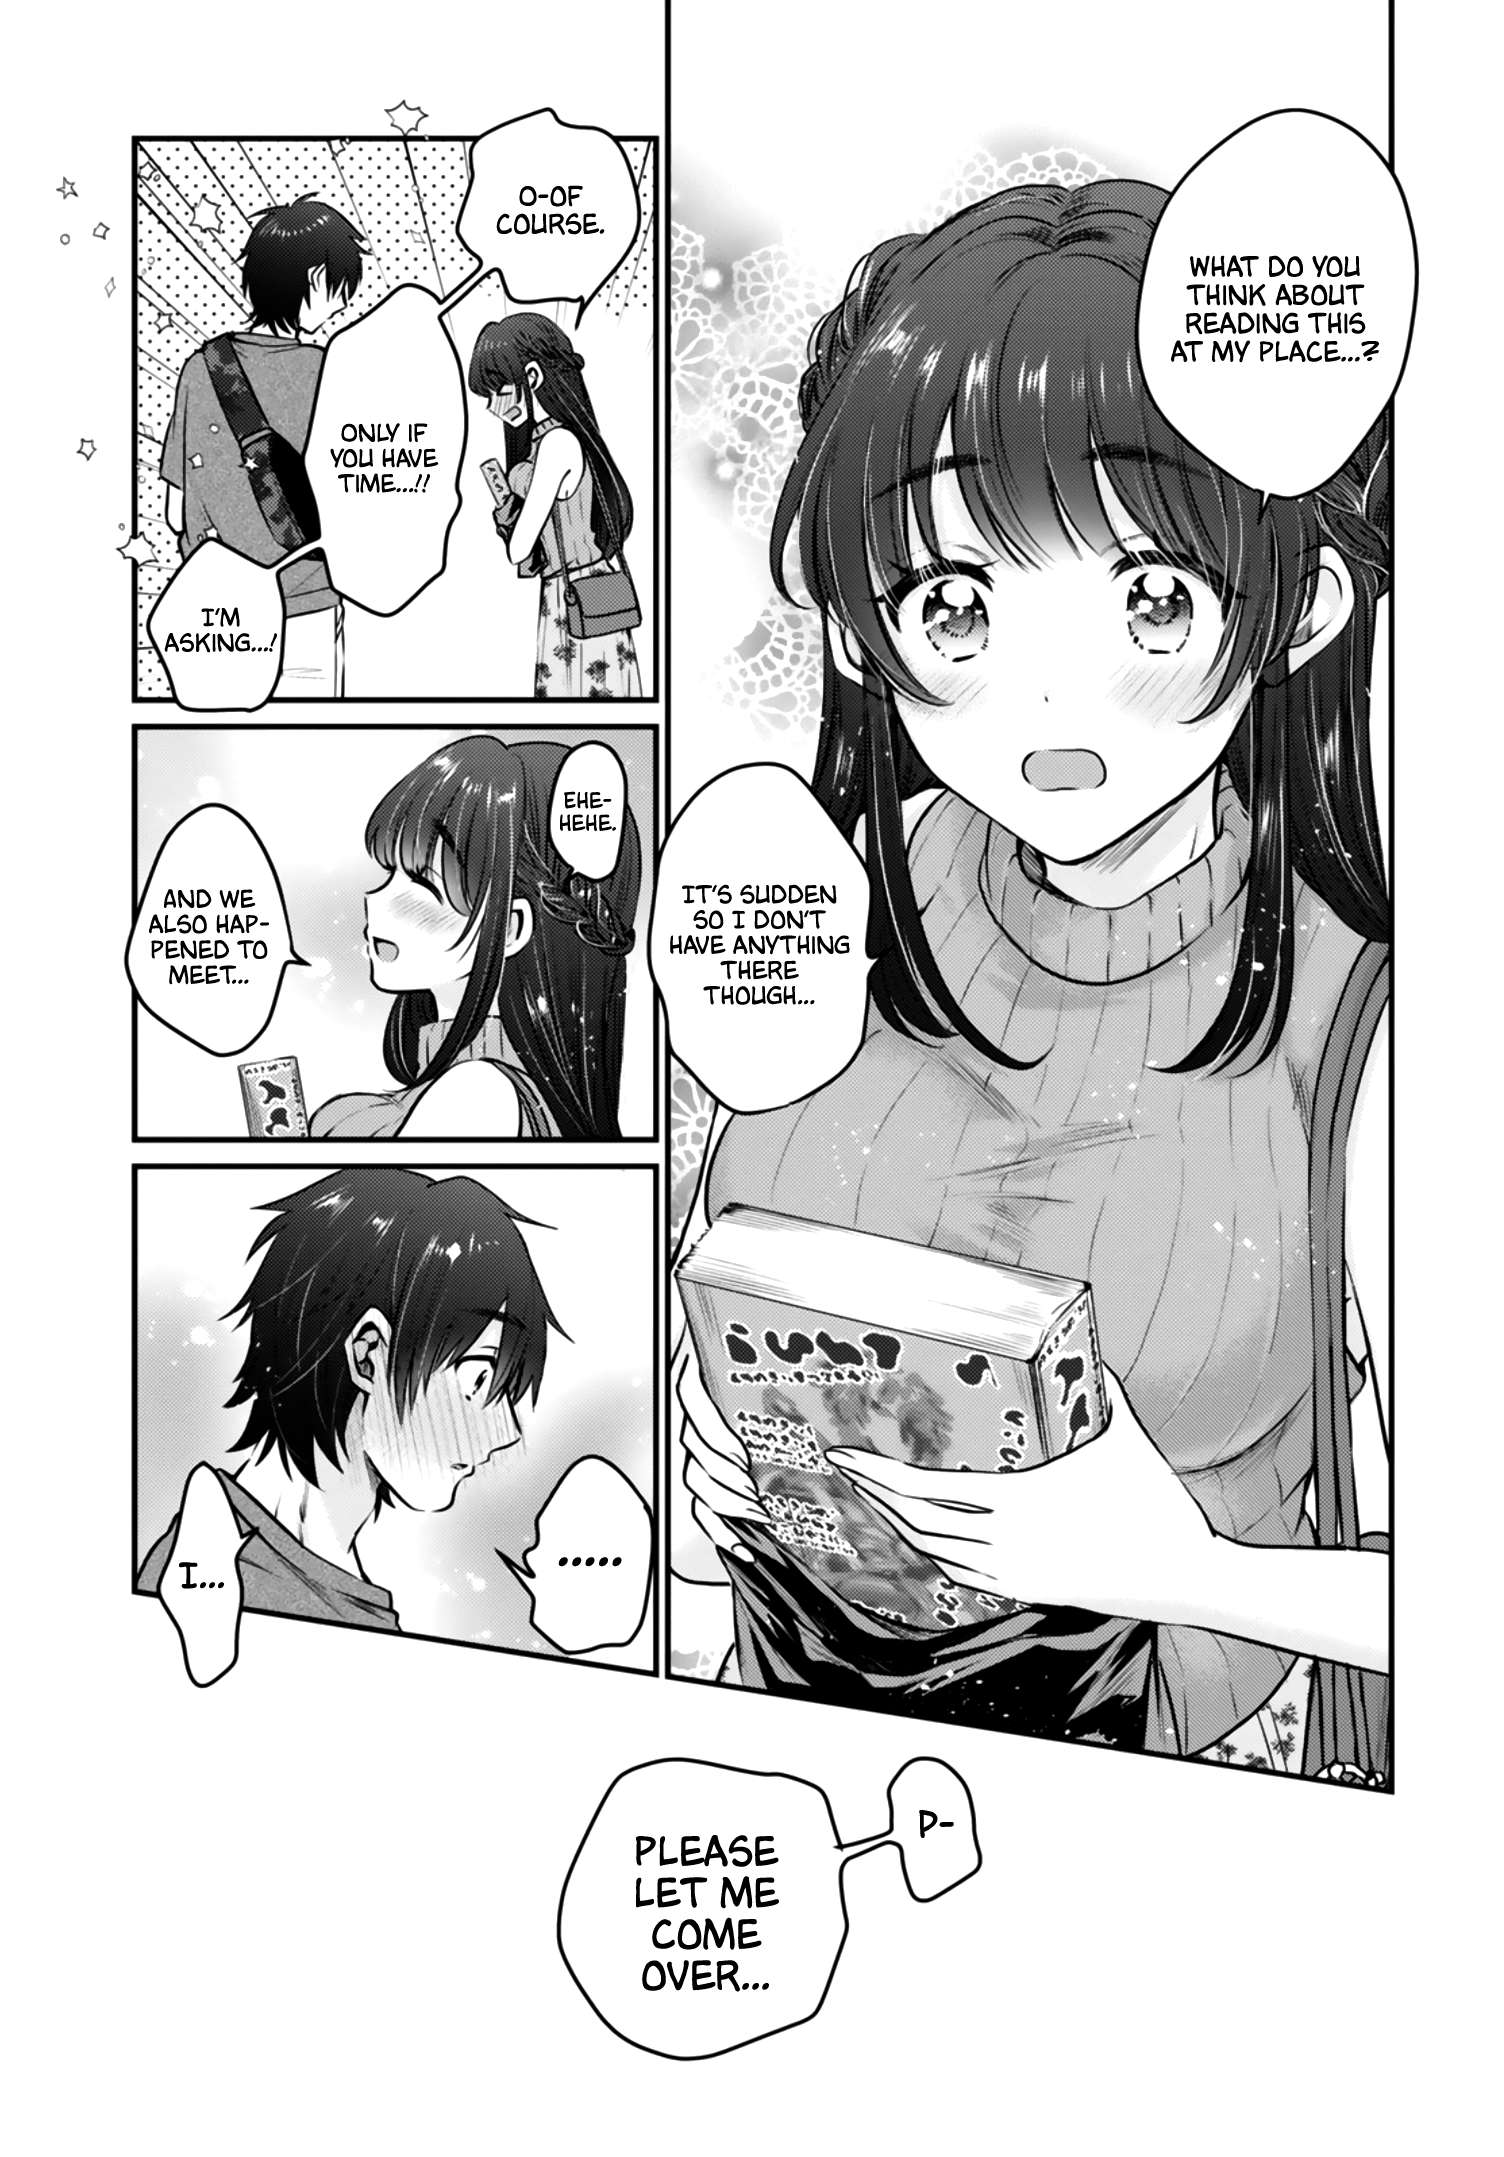 WHAT DO YOU
THINK ABOUT
READING THIS
AT MY PLACE...?
IT'S SUDDEN
SO I DON'T
HAVE ANYTHING
THERE
THOUGH...
O-OF
COURSE.
ONLY IF
YOU HAVE
TIME...!!
I'M
ASKING...!
EHE-
HEHE.
AND WE
ALSO HAP-
PENED TO
MEET...
.....
I...
P-
PLEASE
LET ME
COME
OVER...